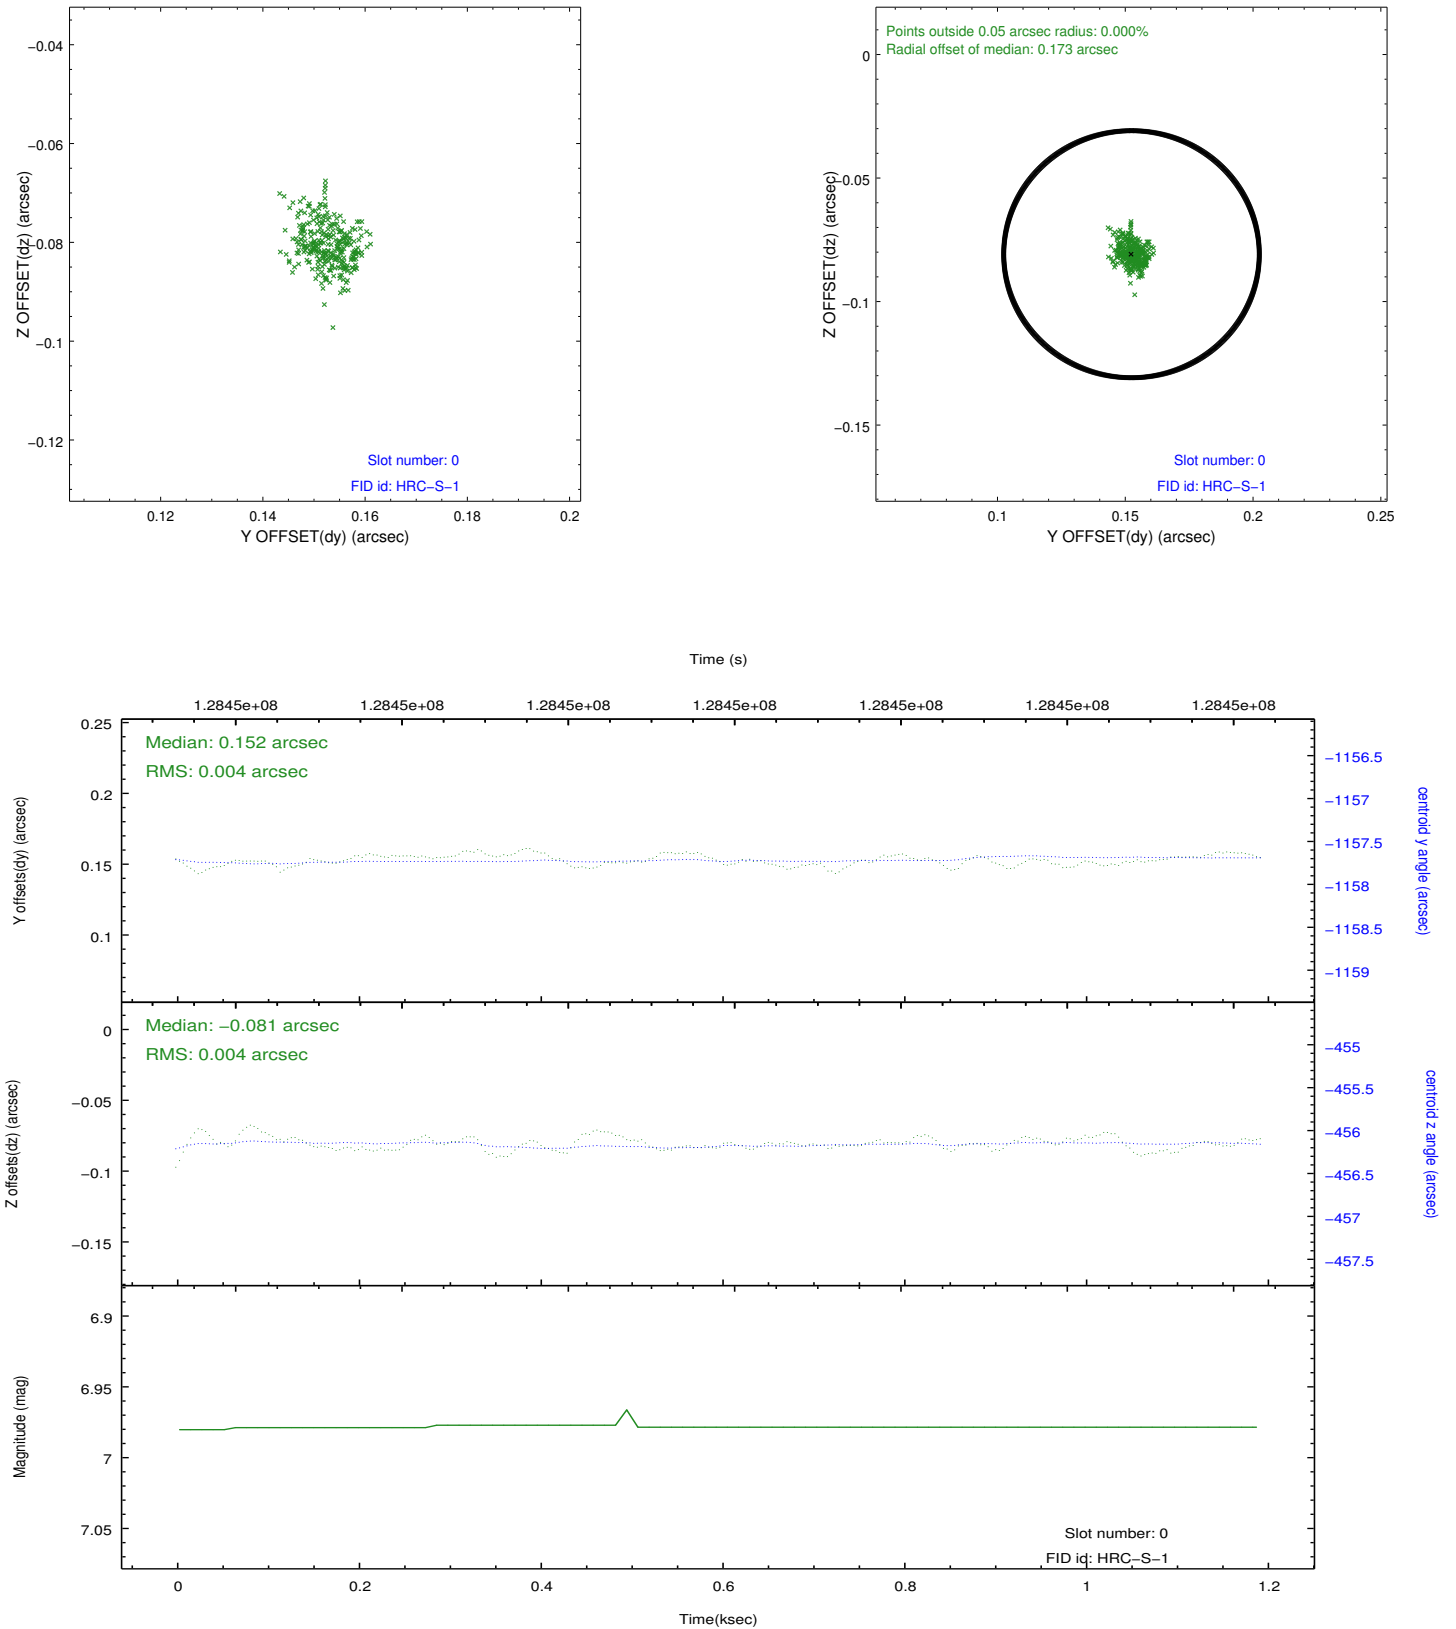 −0.04
−0.06
−0.08
−0.1
−0.12
Z OFFSET(dz) (arcsec)
Slot number: 0
FID id: HRC−S−1
0.12 0.14 0.16 0.18 0.2
Y OFFSET(dy) (arcsec)
Points outside 0.05 arcsec radius: 0.000%
Radial offset of median: 0.173 arcsec
0
−0.05
−0.1
−0.15
Z OFFSET(dz) (arcsec)
Slot number: 0
FID id: HRC−S−1
0.1 0.15 0.2 0.25
Y OFFSET(dy) (arcsec)
Time (s)
1.2845e+08 1.2845e+08 1.2845e+08 1.2845e+08 1.2845e+08 1.2845e+08 1.2845e+08
Median: 0.152 arcsec
RMS: 0.004 arcsec
0.25
0.2
0.15
0.1
Y offsets(dy) (arcsec)
−1156.5
−1157
−1157.5
−1158
−1158.5
−1159
centroid y angle (arcsec)
Median: −0.081 arcsec
RMS: 0.004 arcsec
0
−0.05
−0.1
−0.15
Z offsets(dz) (arcsec)
−455
−455.5
−456
−456.5
−457
−457.5
centroid z angle (arcsec)
6.9
6.95
7
7.05
Magnitude (mag)
Slot number: 0
FID id: HRC−S−1
0 0.2 0.4 0.6 0.8 1 1.2
Time(ksec)